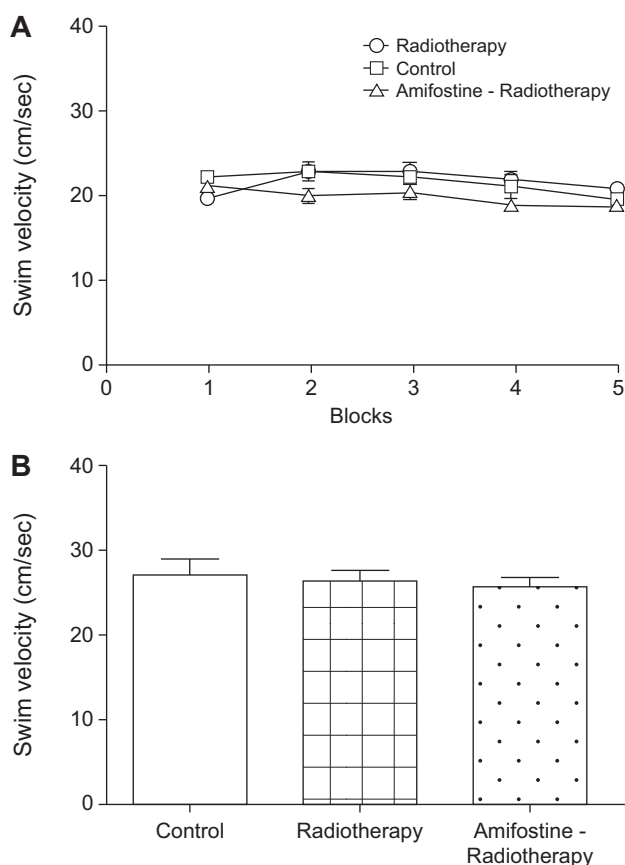 A
Swim velocity (cm/sec)
40
30
20
10
0
Radiotherapy
Control
Amifostine - Radiotherapy
0 1 2 3 4 5
Blocks
B
Swim velocity (cm/sec)
40
30
20
10
0
Control Radiotherapy Amifostine -
Radiotherapy